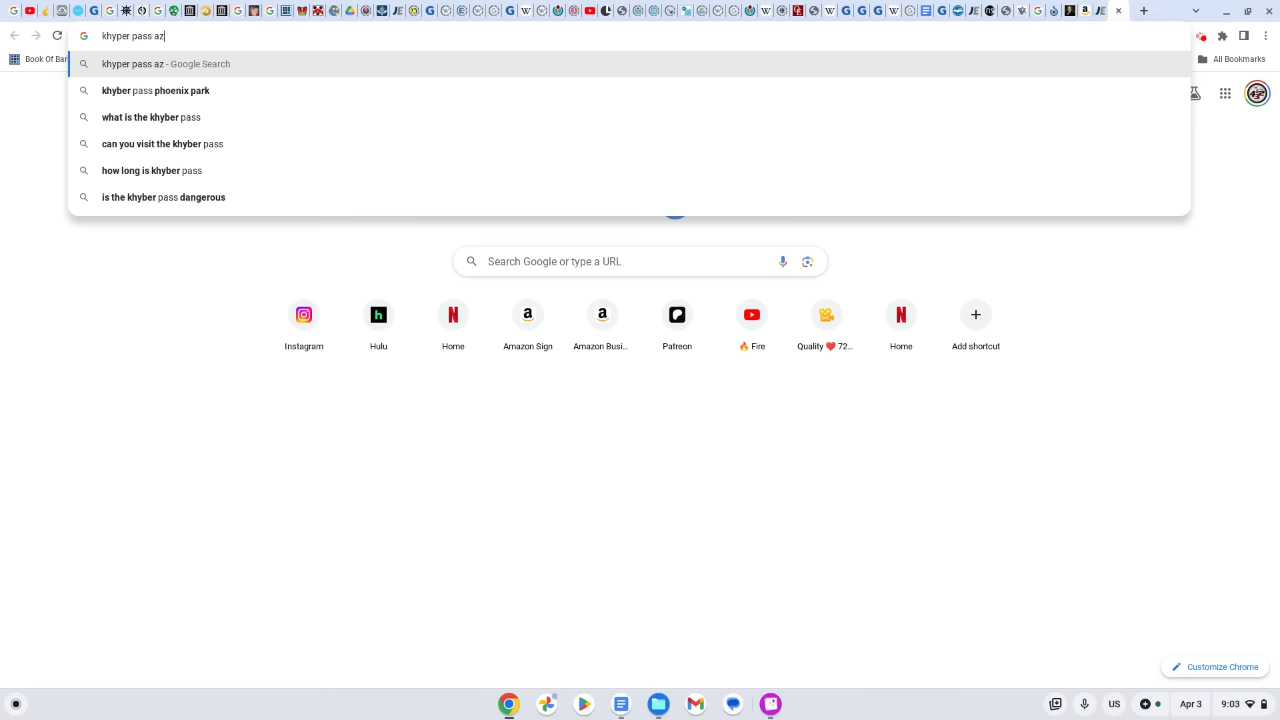 khyper pass az
khyper pass az - Google Search
khyber pass phoenix park
what is the khyber pass
can you visit the khyber pass
how long is khyber pass
is the khyber pass dangerous
Book Of Bar
All Bookmarks
Search Google or type a URL
Instagram
Hulu
Home
Amazon Sign
Amazon Busi...
Patreon
🔥 Fire
Quality ❤️ 72...
Home
Add shortcut
Customize Chrome
US
Apr 3
9:03